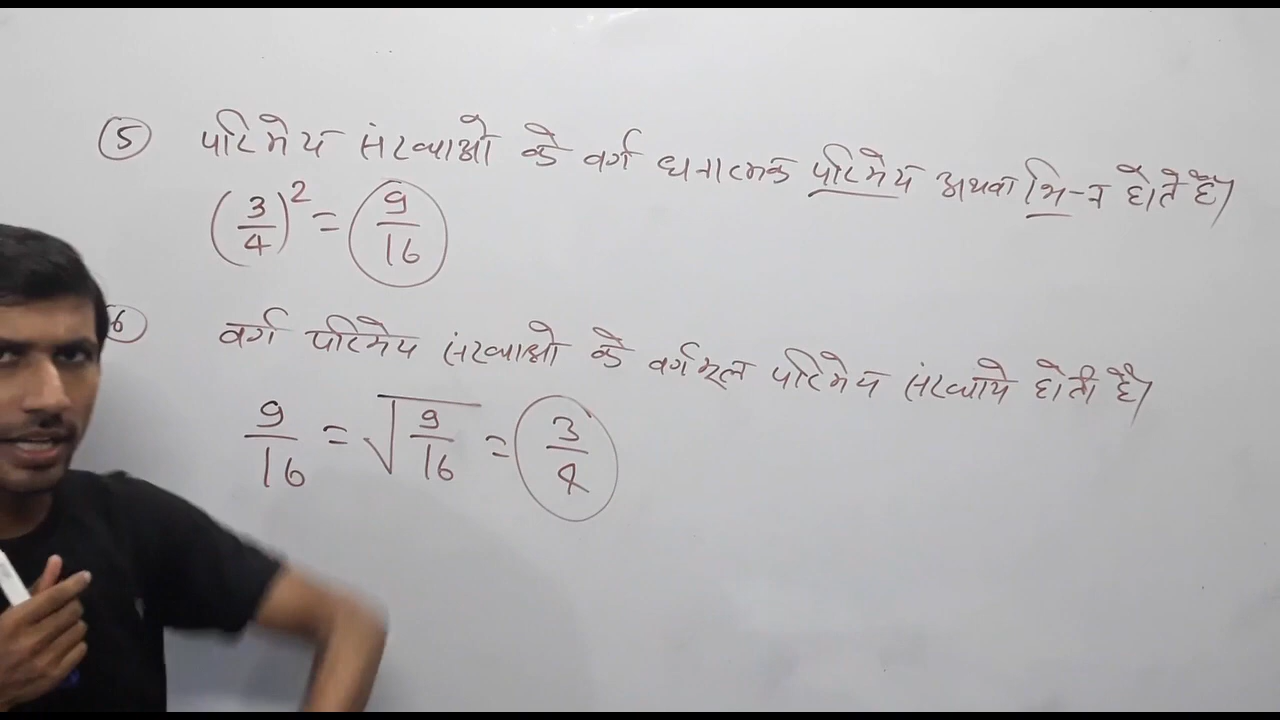 ⑤ परिमेय संख्याओ के वर्ग धनात्मक परिमेय अथवा भिन्न होते है।
(3/4)² = 9/16
6 वर्ग परिमेय संख्याओ के वर्गमूल परिमेय संख्याये होती है।
9/16 = √(9/16) = 3/4